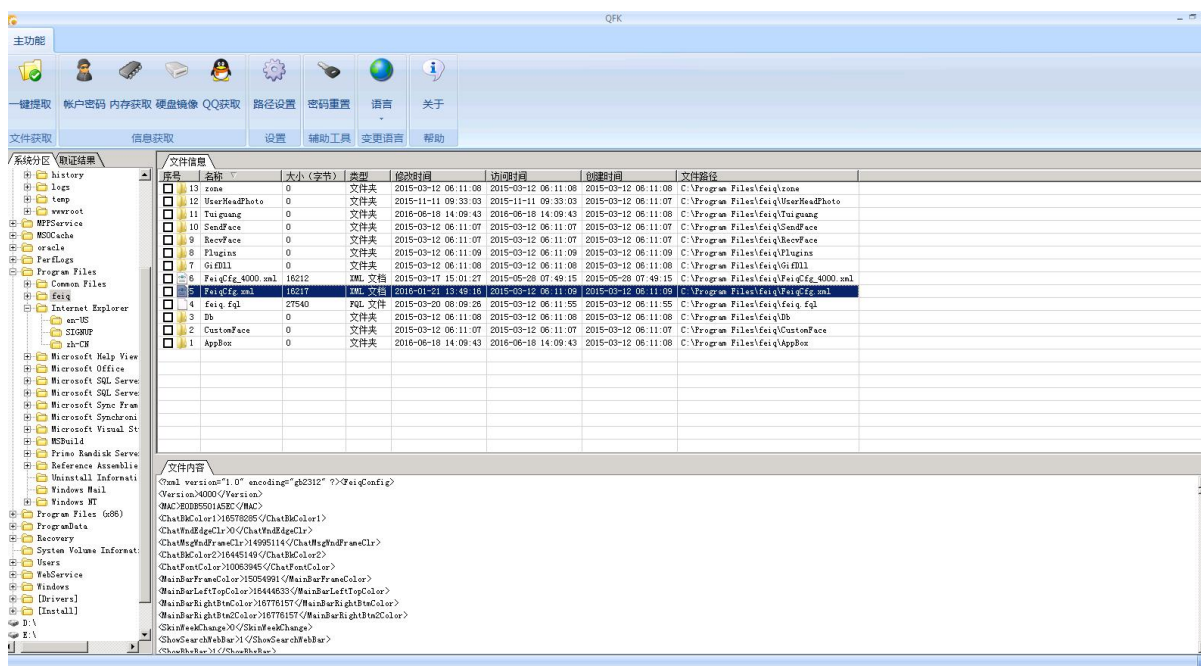 QFK
主功能
一键提取 帐户密码 内存获取 硬盘镜像 QQ获取 路径设置 密码重置 语言 关于
文件获取 信息获取 设置 辅助工具 变更语言 帮助
系统分区 取证结果
history
logs
temp
wwwroot
MPPService
MSOCache
oracle
PerfLogs
Program Files
Common Files
feiq
Internet Explorer
en-US
SIGNUP
zh-CN
Microsoft Help View
Microsoft Office
Microsoft SQL Serve
Microsoft SQL Serve
Microsoft Sync Fram
Microsoft Synchroni
Microsoft Visual St
MSBuild
Primo Ramdisk Serve
Reference Assemblie
Uninstall Informati
Windows Mail
Windows NT
Program Files (x86)
ProgramData
Recovery
System Volume Informat
Users
WebService
Windows
[Drivers]
[Install]
D:\
E:\
文件信息
序号 名称 大小(字节) 类型 修改时间 访问时间 创建时间 文件路径
13 zone 0 文件夹 2015-03-12 06:11:08 2015-03-12 06:11:08 2015-03-12 06:11:08 C:\Program Files\feiq\zone
12 UserHeadPhoto 0 文件夹 2015-11-11 09:33:03 2015-11-11 09:33:03 2015-03-12 06:11:07 C:\Program Files\feiq\UserHeadPhoto
11 Tuiguang 0 文件夹 2016-06-18 14:09:43 2016-06-18 14:09:43 2015-03-12 06:11:08 C:\Program Files\feiq\Tuiguang
10 SendFace 0 文件夹 2015-03-12 06:11:07 2015-03-12 06:11:07 2015-03-12 06:11:07 C:\Program Files\feiq\SendFace
9 RecvFace 0 文件夹 2015-03-12 06:11:07 2015-03-12 06:11:07 2015-03-12 06:11:07 C:\Program Files\feiq\RecvFace
8 Plugins 0 文件夹 2015-03-12 06:11:09 2015-03-12 06:11:09 2015-03-12 06:11:09 C:\Program Files\feiq\Plugins
7 GifDll 0 文件夹 2015-03-12 06:11:08 2015-03-12 06:11:08 2015-03-12 06:11:08 C:\Program Files\feiq\GifDll
6 FeiqCfg_4000.xml 16212 XML 文档 2015-03-17 15:01:27 2015-05-28 07:49:15 2015-05-28 07:49:15 C:\Program Files\feiq\FeiqCfg_4000.xml
5 FeiqCfg.xml 16217 XML 文档 2016-01-21 13:49:16 2015-03-12 06:11:09 2015-03-12 06:11:09 C:\Program Files\feiq\FeiqCfg.xml
4 feiq.fql 27540 FQL 文件 2015-03-20 08:09:26 2015-03-12 06:11:55 2015-03-12 06:11:55 C:\Program Files\feiq\feiq.fql
3 Db 0 文件夹 2015-03-12 06:11:08 2015-03-12 06:11:08 2015-03-12 06:11:08 C:\Program Files\feiq\Db
2 CustomFace 0 文件夹 2015-03-12 06:11:07 2015-03-12 06:11:07 2015-03-12 06:11:07 C:\Program Files\feiq\CustomFace
1 AppBox 0 文件夹 2016-06-18 14:09:43 2016-06-18 14:09:43 2015-03-12 06:11:08 C:\Program Files\feiq\AppBox
文件内容
<?xml version="1.0" encoding="gb2312" ?><FeiqConfig>
<Version>4000</Version>
<MAC>E0DB5501A5EC</MAC>
<ChatBkColor1>16578285</ChatBkColor1>
<ChatWndEdgeClr>0</ChatWndEdgeClr>
<ChatMsgWndFrameClr>14995114</ChatMsgWndFrameClr>
<ChatBkColor2>16445149</ChatBkColor2>
<ChatFontColor>10063945</ChatFontColor>
<MainBarFrameColor>15054991</MainBarFrameColor>
<MainBarLeftTopColor>16444633</MainBarLeftTopColor>
<MainBarRightBtmColor>16776157</MainBarRightBtmColor>
<MainBarRightBtm2Color>16776157</MainBarRightBtm2Color>
<SkinWeekChange>0</SkinWeekChange>
<ShowSearchWebBar>1</ShowSearchWebBar>
<ShowBbsBar>1</ShowBbsBar>